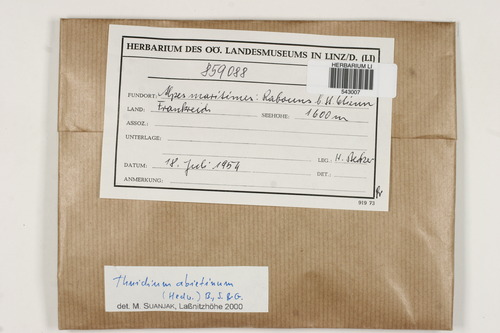 HERBARIUM DES OÖ. LANDESMUSEUMS IN LINZ/D. (LI)
HERBARIUM LI
543007
859088
FUNDORT: Alpes maritimes: Rabouns b. St. 
LAND: Frankreich SEEHÖHE: 1600 m
ASSOZ.:
UNTERLAGE:
DATUM: 18. Juli 1954 LEG.: H.
ANMERKUNG: DET.:
919 73
Thuidium abietinum
(Hedw.) B., S. & G.
det. M. SUANJAK, Laßnitzhöhe 2000